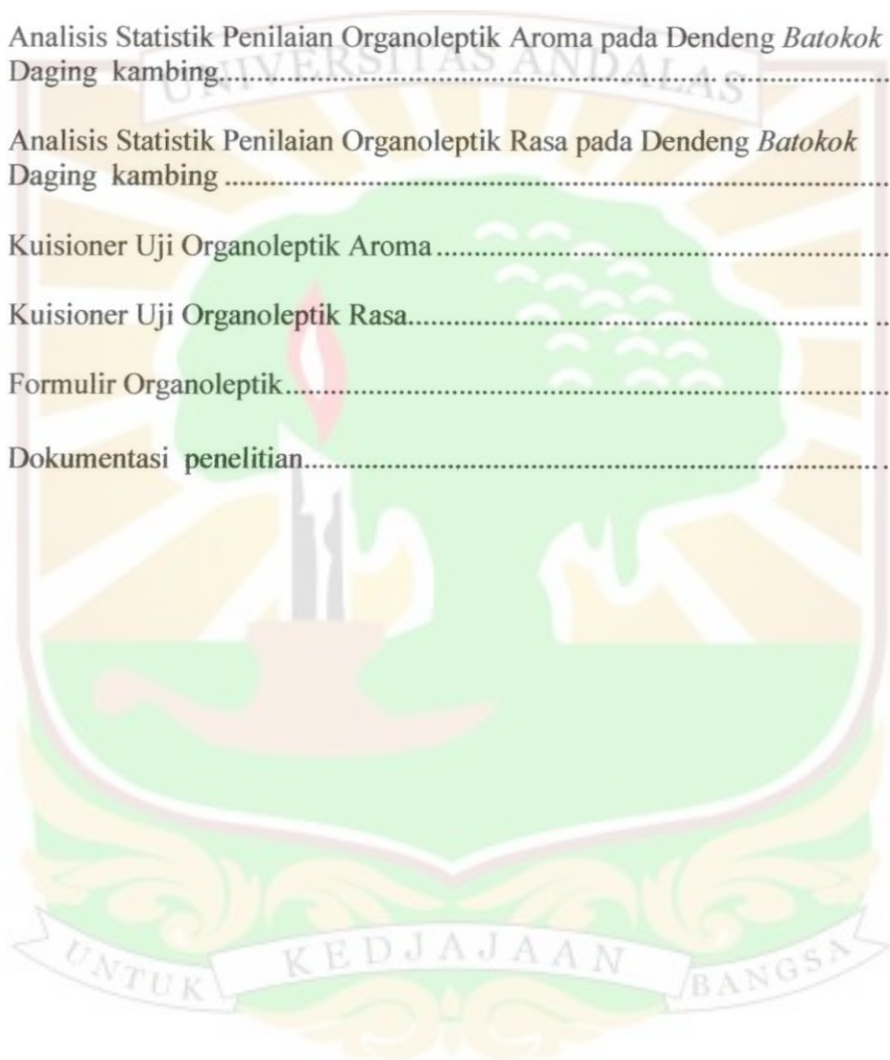 Analisis Statistik Penilaian Organoleptik Aroma pada Dendeng Batokok
Daging kambing..........................................................................................
UNIVERSITAS ANDALAS
Analisis Statistik Penilaian Organoleptik Rasa pada Dendeng Batokok
Daging kambing ..........................................................................................
Kuisioner Uji Organoleptik Aroma ............................................................
Kuisioner Uji Organoleptik Rasa................................................................
Formulir Organoleptik................................................................................
Dokumentasi penelitian..............................................................................
UNTUK KEDJAJAAN BANGSA